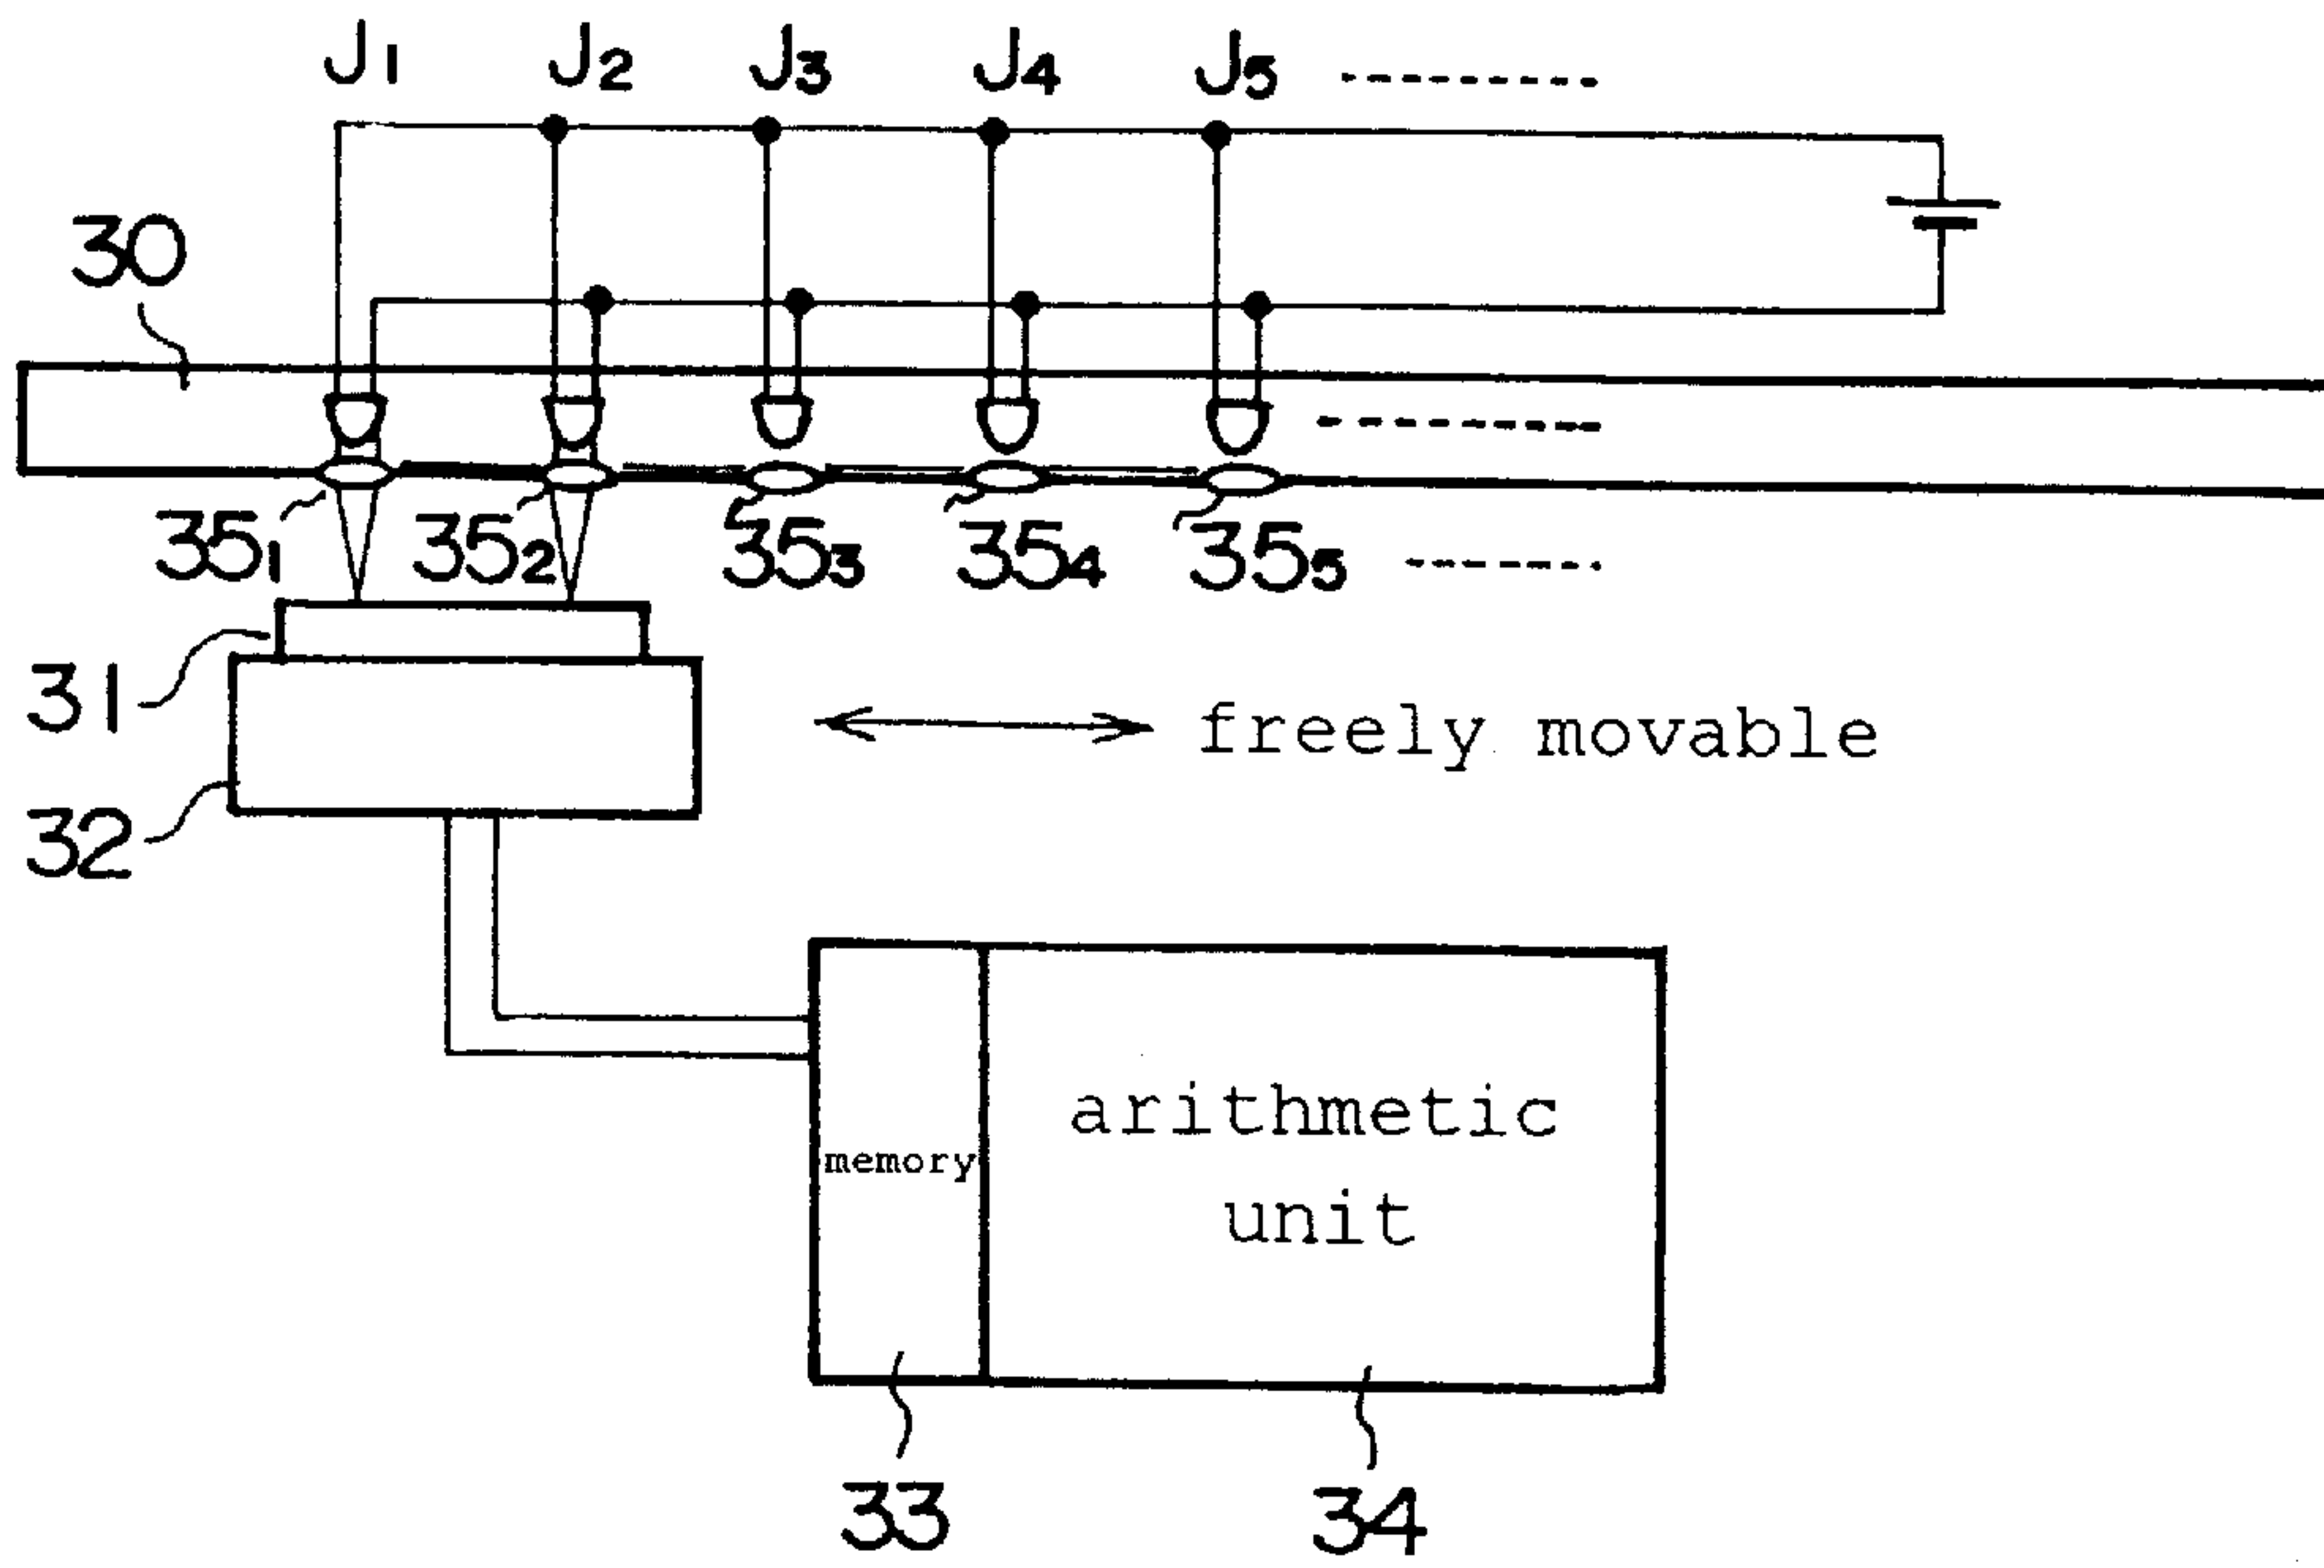 J1 J2 J3 J4 J5
30
351 352 353 354 355
31
freely movable
32
arithmetic
memory
unit
33 34